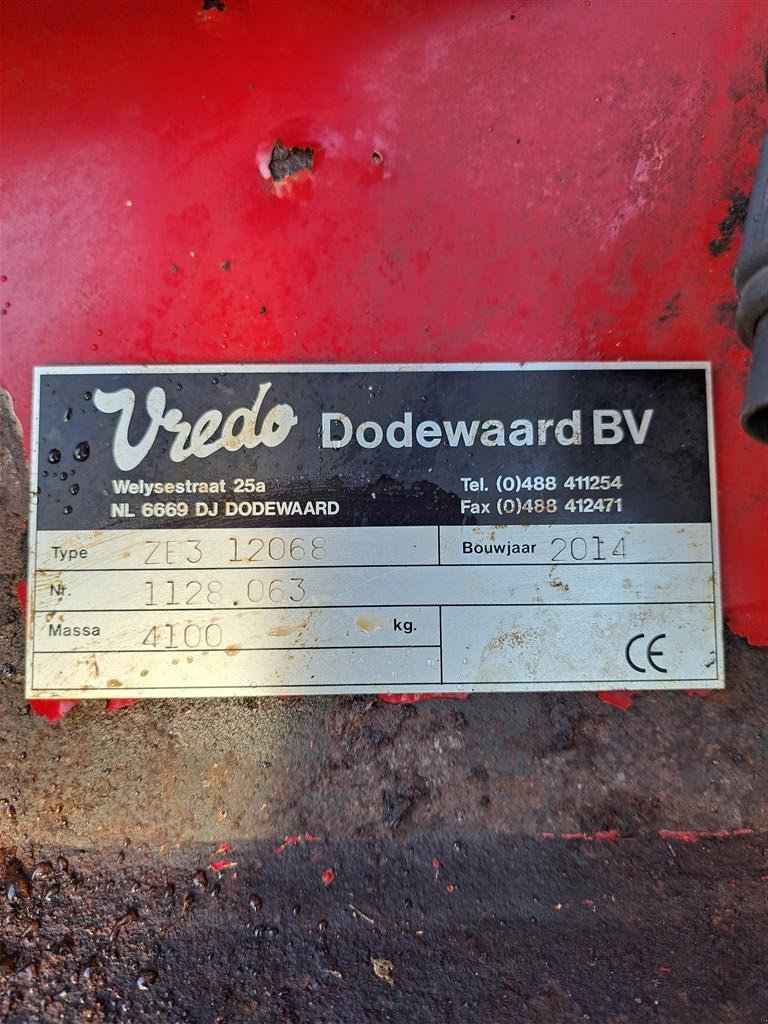 Vredo Dodewaard BV
Welysestraat 25a
NL 6669 DJ DODEWAARD
Tel. (0)488 411254
Fax (0)488 412471
Type ZB3 12068
Bouwjaar 2014
Nr. 1128.063
Massa 4100 kg.
CE